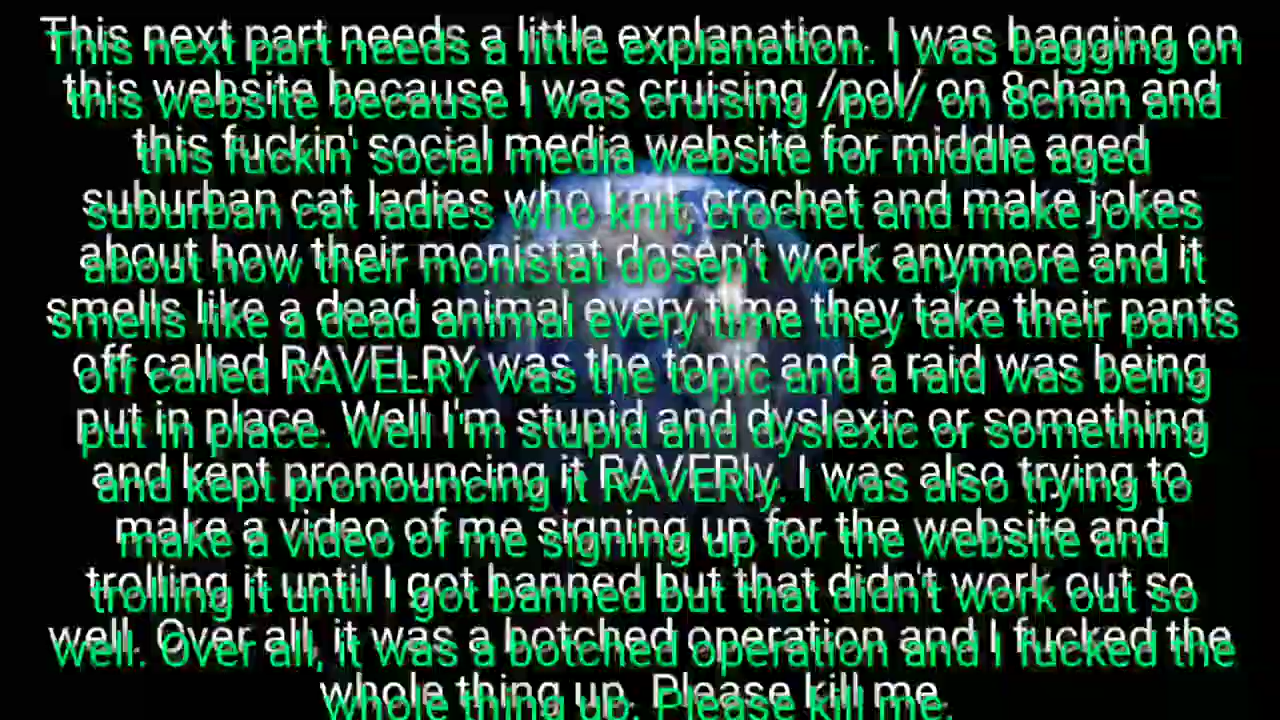 This next part needs a little explanation. I was bagging on
this website because I was cruising /pol/ on 8chan and
this fuckin' social media website for middle aged
suburban cat ladies who knit, crochet and make jokes
about how their monistat dosen't work anymore and it
smells like a dead animal every time they take their pants
off called RAVELRY was the topic and a raid was being
put in place. Well I'm stupid and dyslexic or something
and kept pronouncing it RAVERly. I was also trying to
make a video of me signing up for the website and
trolling it until I got banned but that didn't work out so
well. Over all, it was a botched operation and I fucked the
whole thing up. Please kill me.